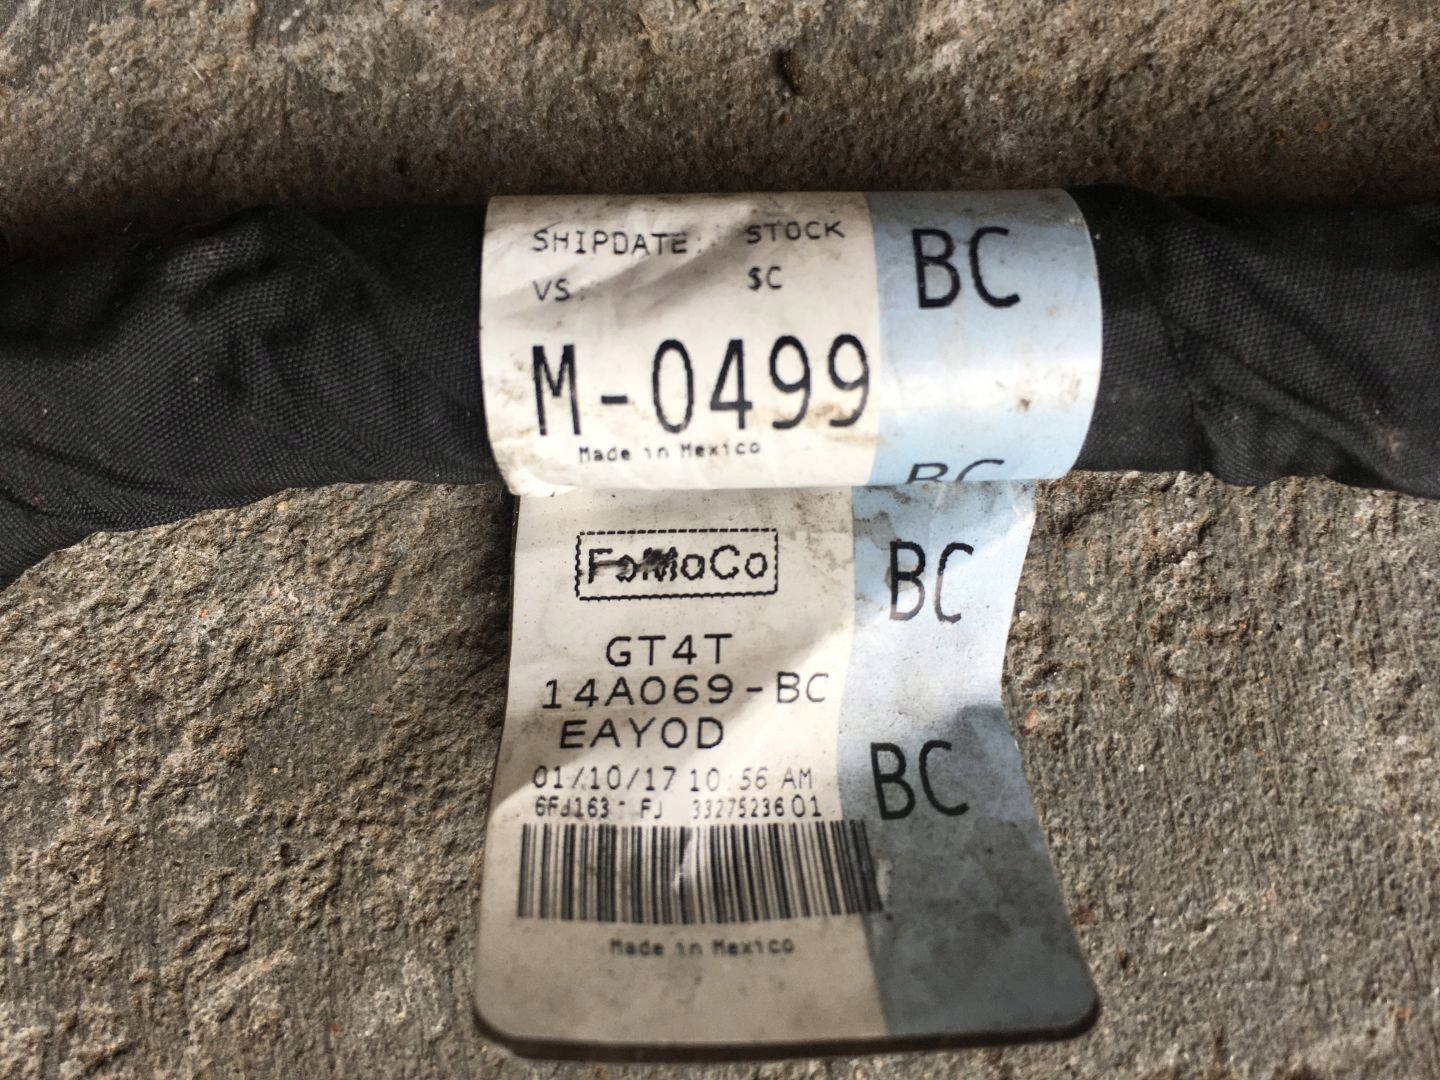 SHIPDATE: STOCK
VS: $C
BC
M-0499
Made in Mexico
BC
FoMoCo
BC
GT4T
14A069-BC
EAYOD
BC
01/10/17 10:56 AM
FJ 3327523601
Made in Mexico